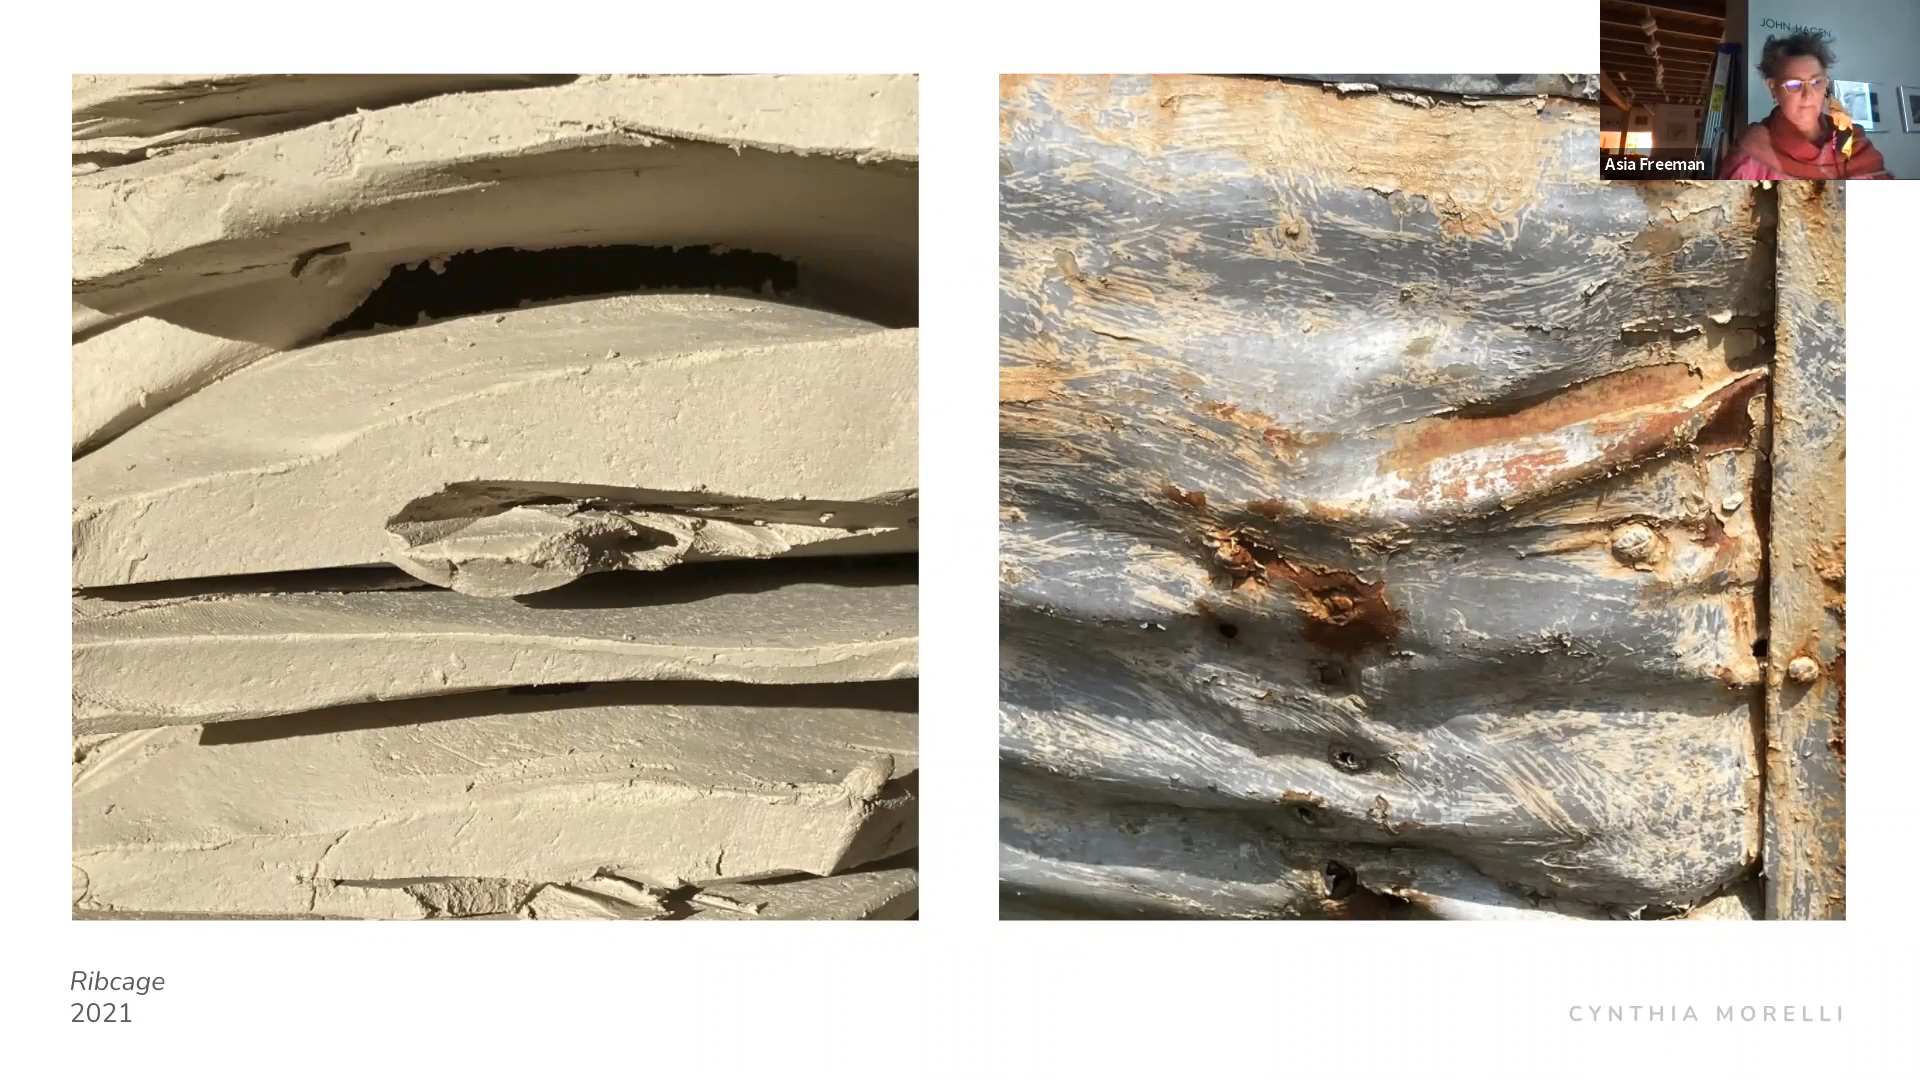 JOHN HAGEN
Asia Freeman
Ribcage
2021
CYNTHIA MORELLI